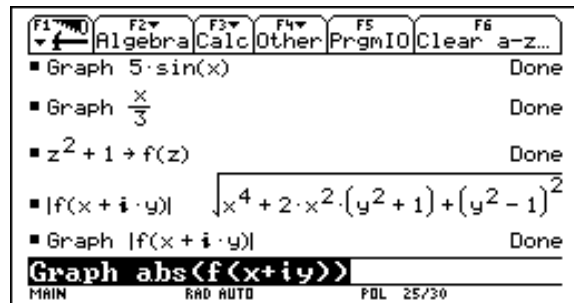 F1 F2 F3 F4 F5 F6
Algebra Calc Other PrgmIO Clear a-z...
▪ Graph 5·sin(x) Done
▪ Graph x/3 Done
▪ z² + 1 → f(z) Done
▪ |f(x + i·y)| √(x⁴ + 2·x²·(y² + 1) + (y² - 1)²
▪ Graph |f(x + i·y)| Done
Graph abs(f(x+iy))
MAIN RAD AUTO POL 25/30